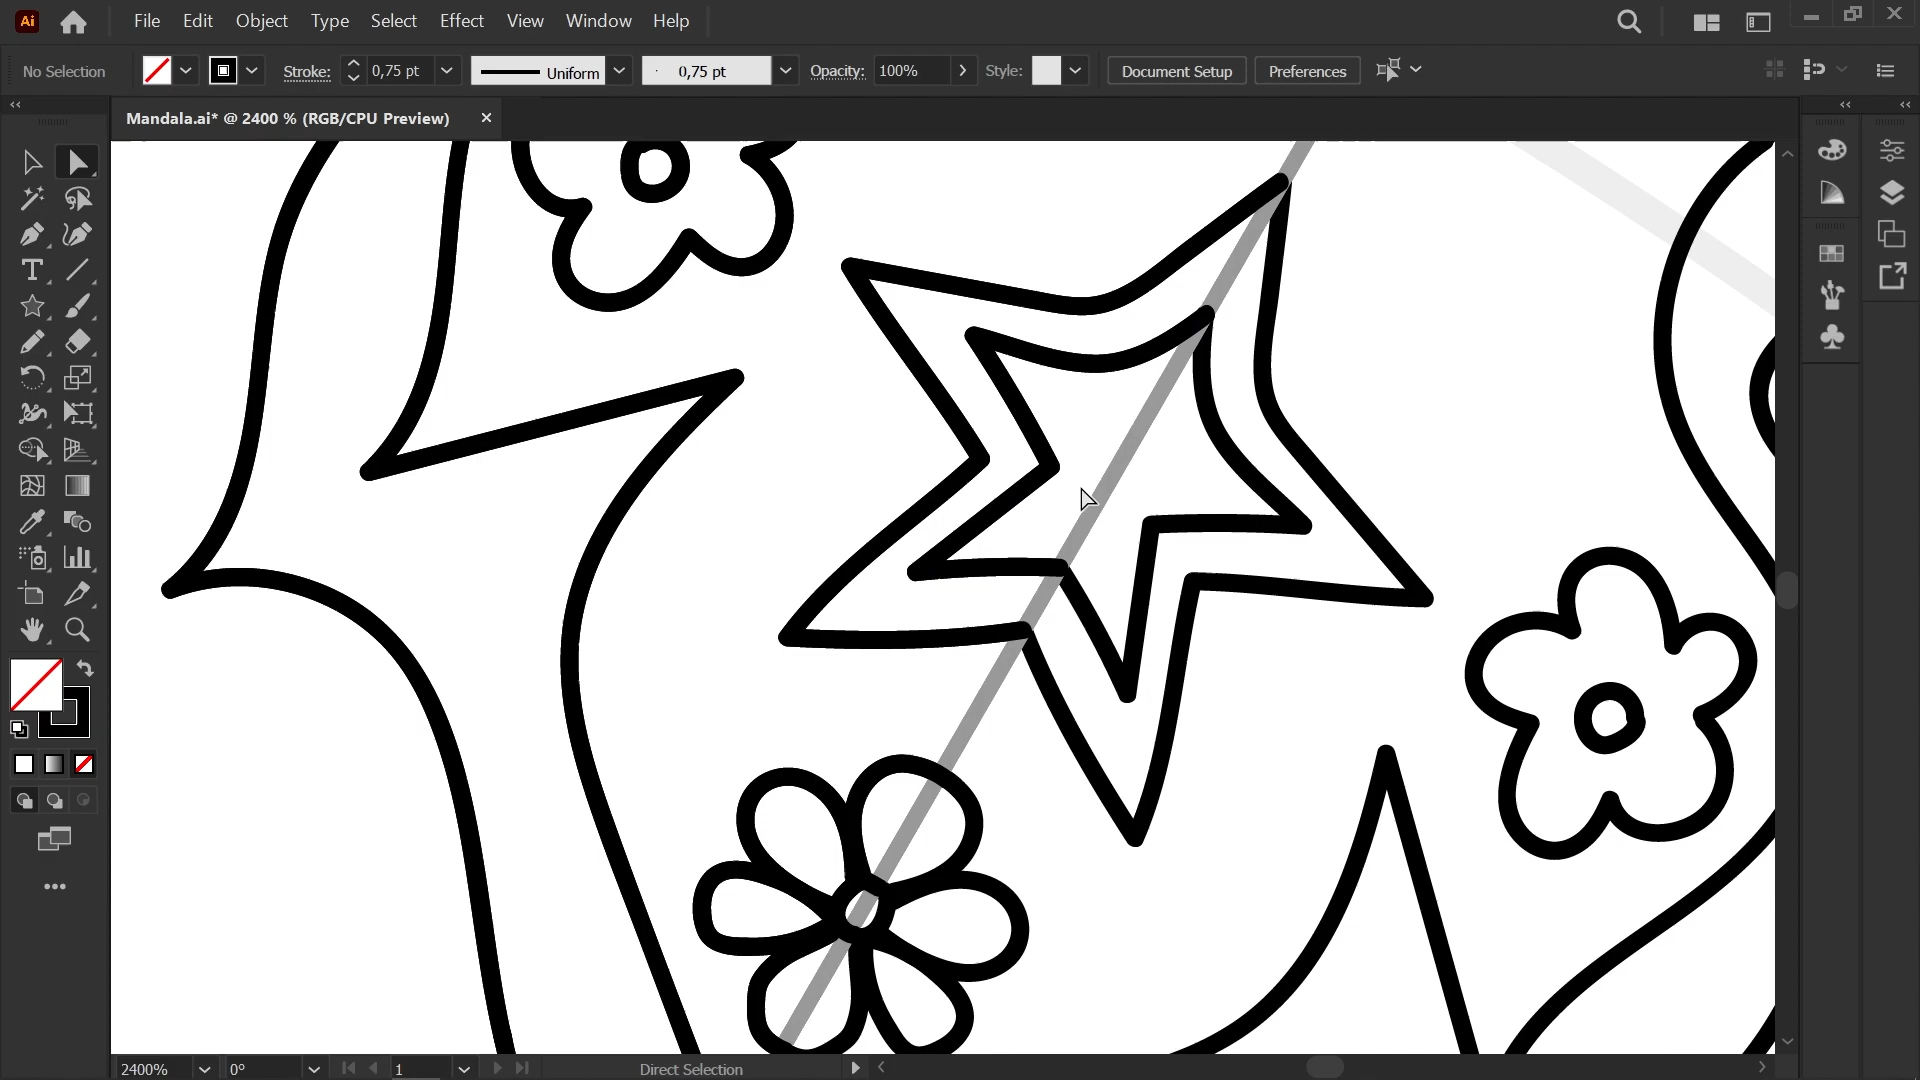 Ai File Edit Object Type Select Effect View Window Help
No Selection Stroke: 0,75 pt Uniform 0,75 pt Opacity: 100% Style: Document Setup Preferences
Mandala.ai* @ 2400 % (RGB/CPU Preview)
T
2400% 0° 1 Direct Selection